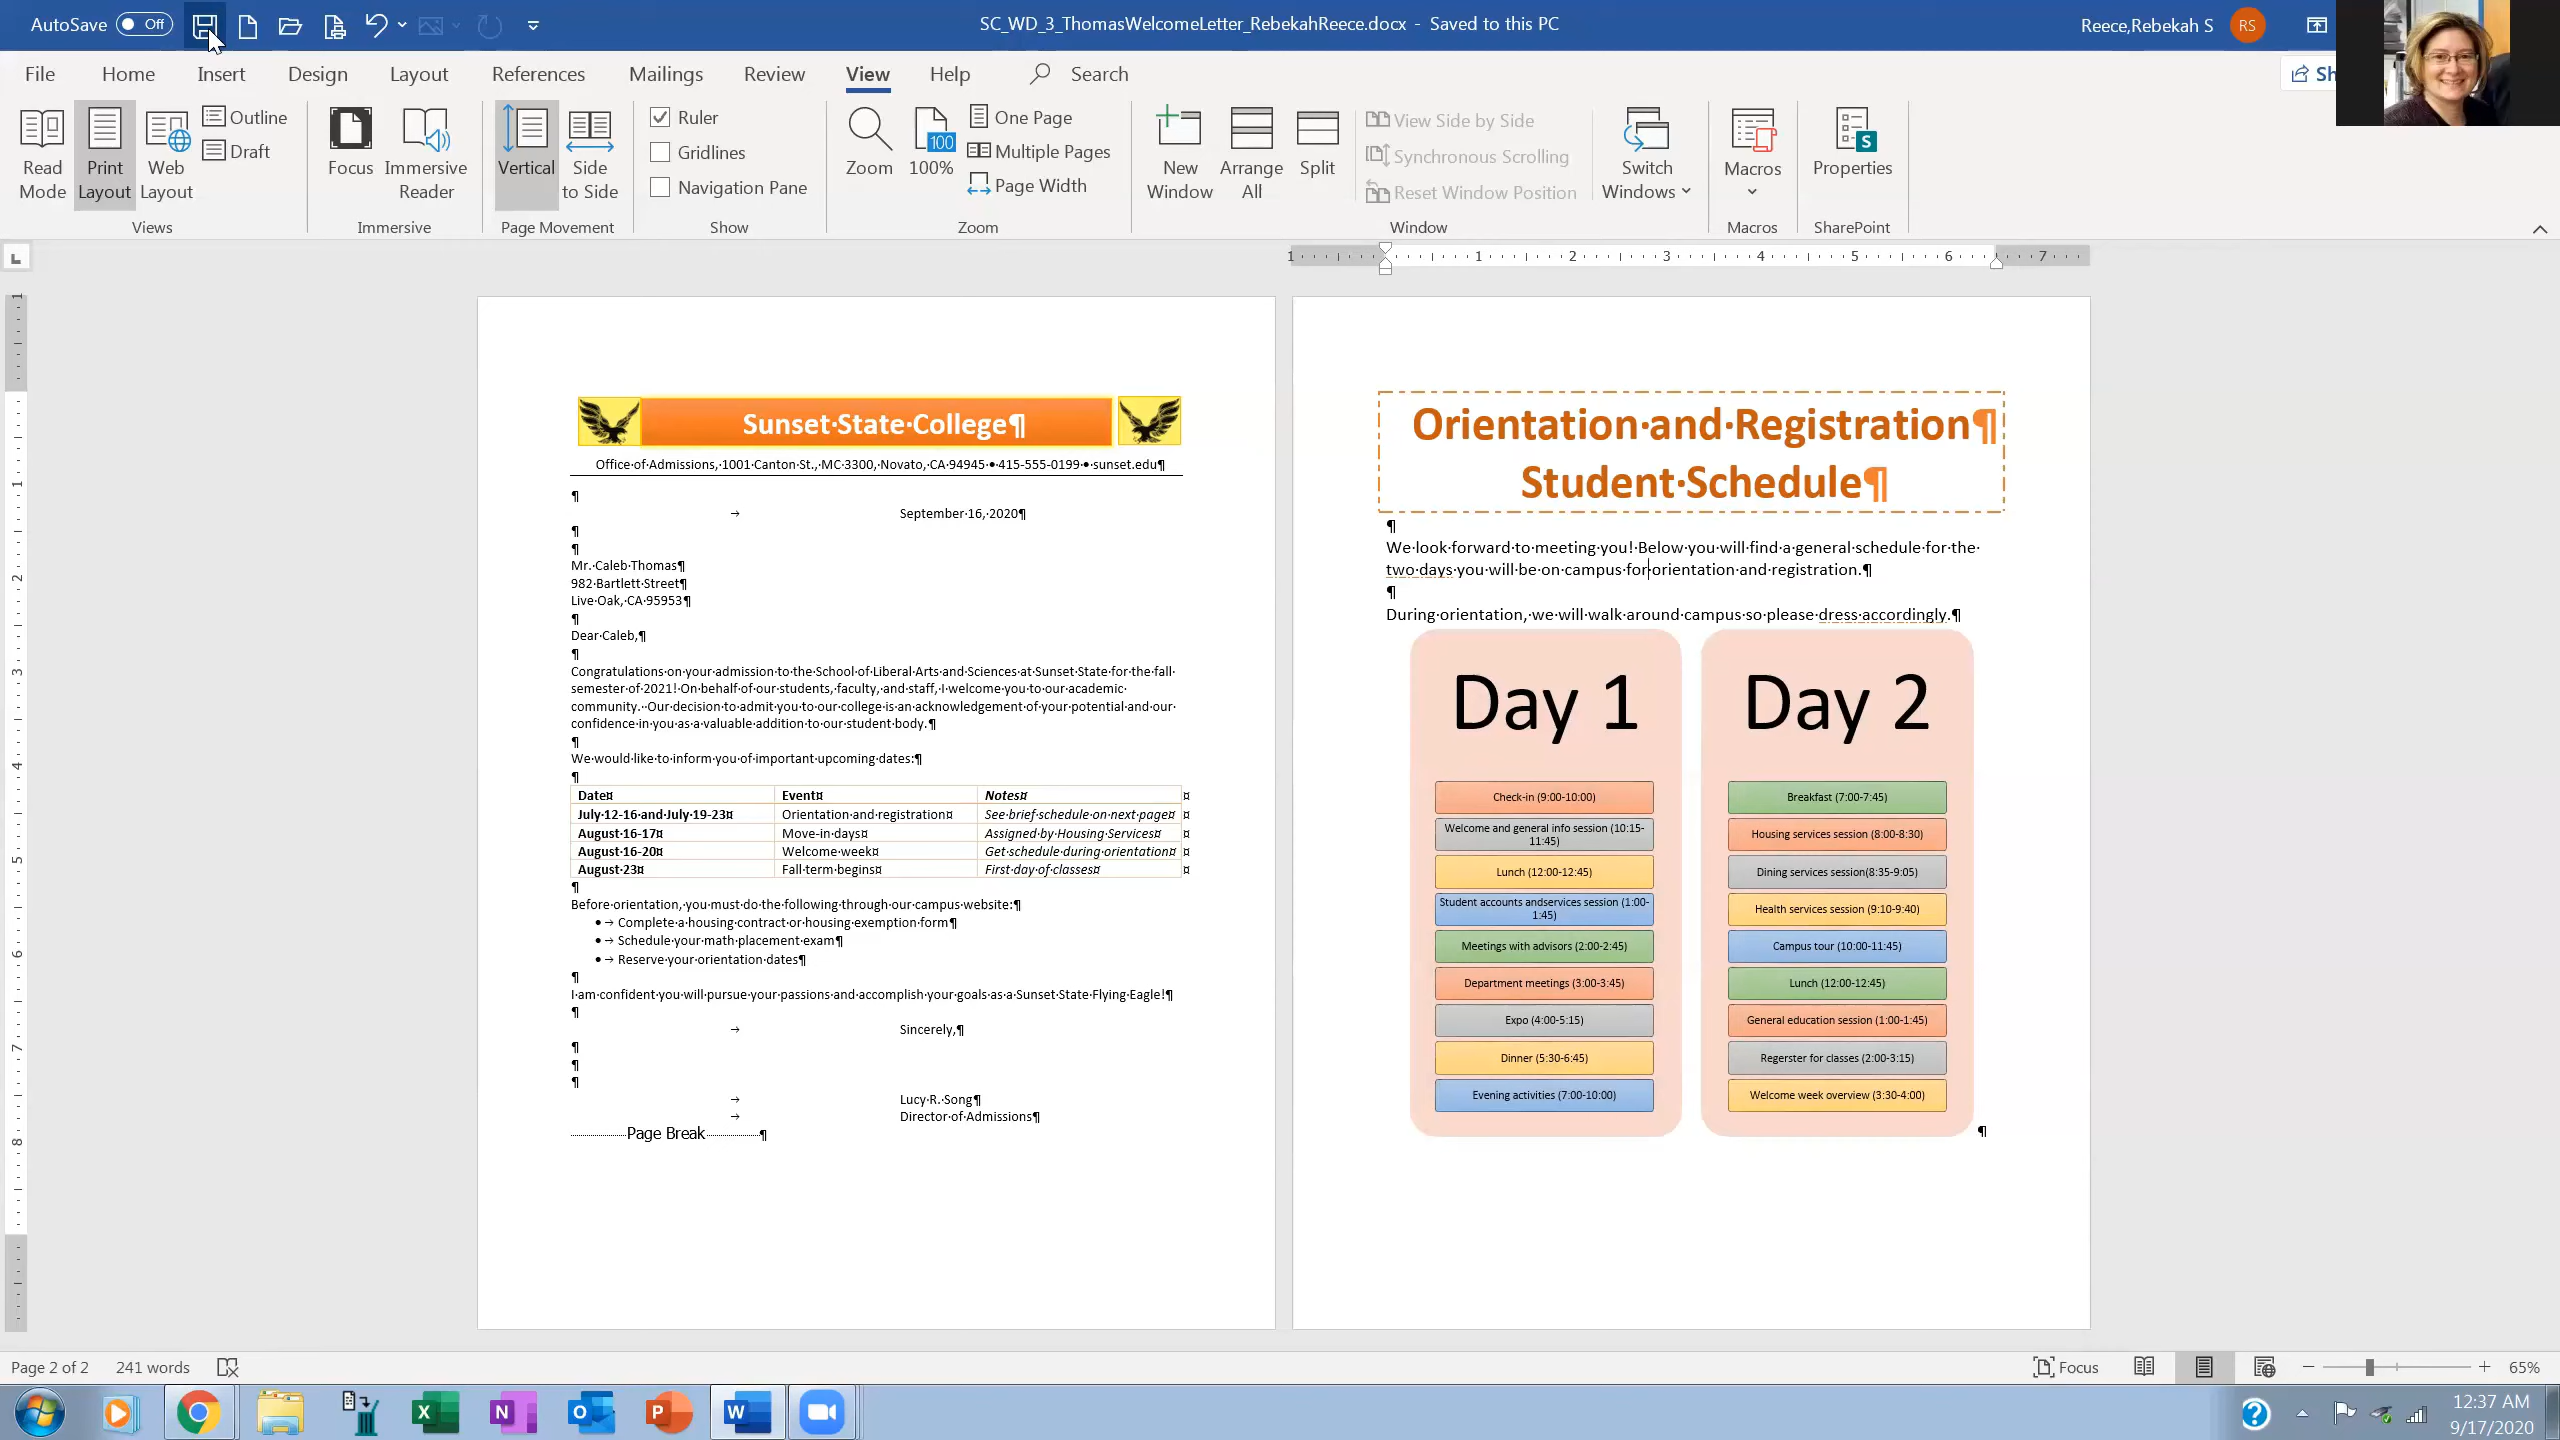 AutoSave Off
SC_WD_3_ThomasWelcomeLetter_RebekahReece.docx - Saved to this PC
Reece,Rebekah S RS
File Home Insert Design Layout References Mailings Review View Help Search
Sh
Read Mode
Print Layout
Web Layout
Outline
Draft
Views
Focus
Immersive Reader
Immersive
Vertical
Side to Side
Page Movement
Ruler
Gridlines
Navigation Pane
Show
Zoom
100
100%
One Page
Multiple Pages
Page Width
Zoom
New Window
Arrange All
Split
View Side by Side
Synchronous Scrolling
Reset Window Position
Window
Switch Windows
Macros
Macros
Properties
SharePoint
1 1 2 3 4 5 6 7
1 1 2 3 4 5 6 7 8
Sunset·State·College¶
Office·of·Admissions,·1001·Canton·St.,·MC·3300,·Novato,·CA·94945·•·415-555-0199·•·sunset.edu¶
¶
→ September·16,·2020¶
¶
¶
Mr.·Caleb·Thomas¶
982·Bartlett·Street¶
Live·Oak,·CA·95953¶
¶
Dear·Caleb,¶
¶
Congratulations·on·your·admission·to·the·School·of·Liberal·Arts·and·Sciences·at·Sunset·State·for·the·fall·
semester·of·2021!·On·behalf·of·our·students,·faculty,·and·staff,·I·welcome·you·to·our·academic·
community.··Our·decision·to·admit·you·to·our·college·is·an·acknowledgement·of·your·potential·and·our·
confidence·in·you·as·a·valuable·addition·to·our·student·body.¶
¶
We·would·like·to·inform·you·of·important·upcoming·dates:¶
¶
Date¤ Event¤ Notes¤ ¤
July·12-16·and·July·19-23¤ Orientation·and·registration¤ See·brief·schedule·on·next·page¤ ¤
August·16-17¤ Move-in·days¤ Assigned·by·Housing·Services¤ ¤
August·16-20¤ Welcome·week¤ Get·schedule·during·orientation¤ ¤
August·23¤ Fall·term·begins¤ First·day·of·classes¤ ¤
¶
Before·orientation,·you·must·do·the·following·through·our·campus·website:¶
•→Complete·a·housing·contract·or·housing·exemption·form¶
•→Schedule·your·math·placement·exam¶
•→Reserve·your·orientation·dates¶
¶
I·am·confident·you·will·pursue·your·passions·and·accomplish·your·goals·as·a·Sunset·State·Flying·Eagle!¶
¶
→ Sincerely,¶
¶
¶
¶
→ Lucy·R.·Song¶
→ Director·of·Admissions¶
Page Break ¶
Orientation·and·Registration¶
Student·Schedule¶
¶
We·look·forward·to·meeting·you!·Below·you·will·find·a·general·schedule·for·the·
two·days·you·will·be·on·campus·for·orientation·and·registration.¶
¶
During·orientation,·we·will·walk·around·campus·so·please·dress·accordingly.¶
Day 1
Check-in (9:00-10:00)
Welcome and general info session (10:15-
11:45)
Lunch (12:00-12:45)
Student accounts andservices session (1:00-
1:45)
Meetings with advisors (2:00-2:45)
Department meetings (3:00-3:45)
Expo (4:00-5:15)
Dinner (5:30-6:45)
Evening activities (7:00-10:00)
Day 2
Breakfast (7:00-7:45)
Housing services session (8:00-8:30)
Dining services session(8:35-9:05)
Health services session (9:10-9:40)
Campus tour (10:00-11:45)
Lunch (12:00-12:45)
General education session (1:00-1:45)
Regerster for classes (2:00-3:15)
Welcome week overview (3:30-4:00)
¶
Page 2 of 2 241 words
Focus
65%
12:37 AM
9/17/2020